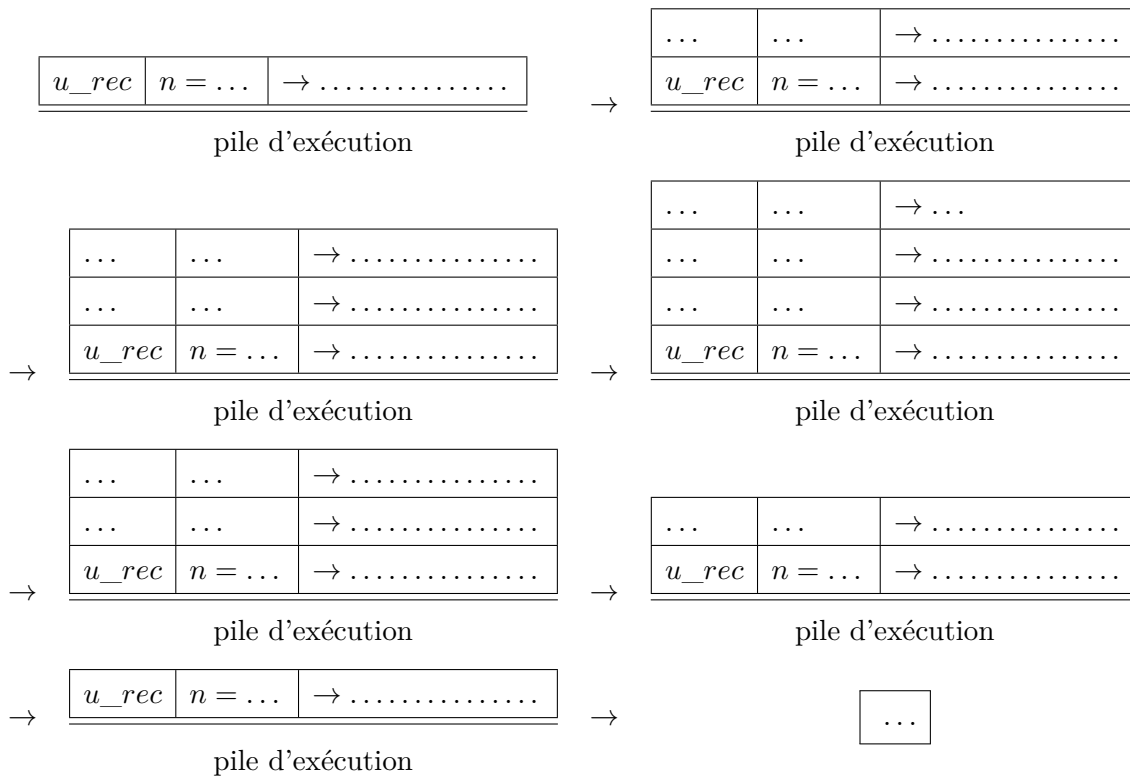 … … → ……………
u_rec n = … → ……………
→ u_rec n = … → ……………
pile d'exécution pile d'exécution
… … → …
… … → …………… … … → ……………
… … → …………… … … → ……………
→ u_rec n = … → …………… → u_rec n = … → ……………
pile d'exécution pile d'exécution
… … → ……………
… … → …………… … … → ……………
→ u_rec n = … → …………… → u_rec n = … → ……………
pile d'exécution pile d'exécution
→ u_rec n = … → …………… → …
pile d'exécution